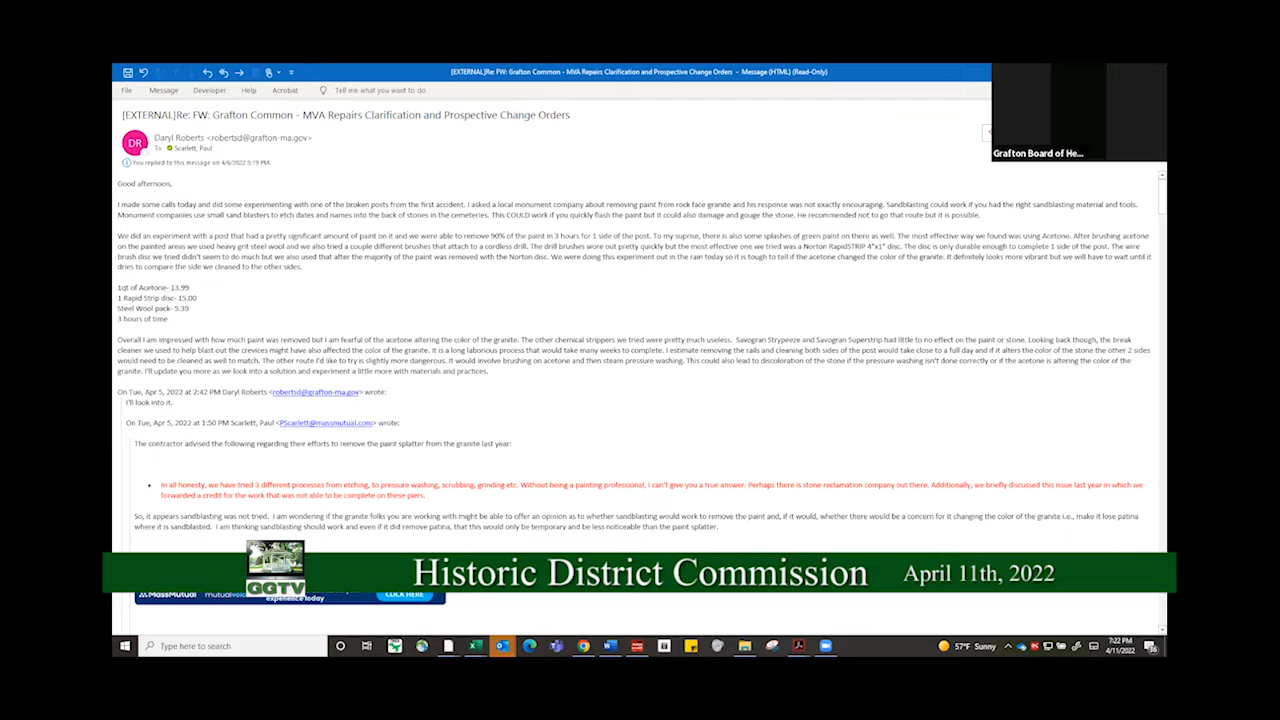 [EXTERNAL]Re: FW: Grafton Common - MVA Repairs Clarification and Prospective Change Orders - Message (HTML) (Read-Only)
File Message Developer Help Acrobat Tell me what you want to do
[EXTERNAL]Re: FW: Grafton Common - MVA Repairs Clarification and Prospective Change Orders
DR
Daryl Roberts <robertsd@grafton-ma.gov>
To Scarlett, Paul
You replied to this message on 4/6/2022 5:19 PM.
Grafton Board of He...
Good afternoon,
I made some calls today and did some experimenting with one of the broken posts from the first accident. I asked a local monument company about removing paint from rock face granite and his response was not exactly encouraging. Sandblasting could work if you had the right sandblasting material and tools.
Monument companies use small sand blasters to etch dates and names into the back of stones in the cemeteries. This COULD work if you quickly flash the paint but it could also damage and gouge the stone. He recommended not to go that route but it is possible.
We did an experiment with a post that had a pretty significant amount of paint on it and we were able to remove 90% of the paint in 3 hours for 1 side of the post. To my suprise, there is also some splashes of green paint on there as well. The most effective way we found was using Acetone. After brushing acetone
on the painted areas we used heavy grit steel wool and we also tried a couple different brushes that attach to a cordless drill. The drill brushes wore out pretty quickly but the most effective one we tried was a Norton RapidSTRIP 4"x1" disc. The disc is only durable enough to complete 1 side of the post. The wire
brush disc we tried didn't seem to do much but we also used that after the majority of the paint was removed with the Norton disc. We were doing this experiment out in the rain today so it is tough to tell if the acetone changed the color of the granite. It definitely looks more vibrant but we will have to wait until it
dries to compare the side we cleaned to the other sides.
1qt of Acetone- 13.99
1 Rapid Strip disc- 15.00
Steel Wool pack- 5.39
3 hours of time
Overall I am impressed with how much paint was removed but I am fearful of the acetone altering the color of the granite. The other chemical strippers we tried were pretty much useless. Savogran Strypeeze and Savogran Superstrip had little to no effect on the paint or stone. Looking back though, the break
cleaner we used to help blast out the crevices might have also affected the color of the granite. It is a long laborious process that would take many weeks to complete. I estimate removing the rails and cleaning both sides of the post would take close to a full day and if it alters the color of the stone the other 2 sides
would need to be cleaned as well to match. The other route I'd like to try is slightly more dangerous. It would involve brushing on acetone and then steam pressure washing. This could also lead to discoloration of the stone if the pressure washing isn't done correctly or if the acetone is altering the color of the
granite. I'll update you more as we look into a solution and experiment a little more with materials and practices.
On Tue, Apr 5, 2022 at 2:42 PM Daryl Roberts <robertsd@grafton-ma.gov> wrote:
I'll look into it.
On Tue, Apr 5, 2022 at 1:50 PM Scarlett, Paul <PScarlett@massmutual.com> wrote:
The contractor advised the following regarding their efforts to remove the paint splatter from the granite last year:
• In all honesty, we have tried 3 different processes from etching, to pressure washing, scrubbing, grinding etc. Without being a painting professional, i can't give you a true answer. Perhaps there is stone reclamation company out there. Additionally, we briefly discussed this issue last year in which we
forwarded a credit for the work that was not able to be complete on these piers.
So, it appears sandblasting was not tried. I am wondering if the granite folks you are working with might be able to offer an opinion as to whether sandblasting would work to remove the paint and, if it would, whether there would be a concern for it changing the color of the granite i.e., make it lose patina
where it is sandblasted. I am thinking sandblasting should work and even if it did remove patina, that this would only be temporary and be less noticeable than the paint splatter.
GGTV
Historic District Commission April 11th, 2022
MassMutual
experience today
CLICK HERE
Type here to search
57°F Sunny
7:22 PM
4/11/2022